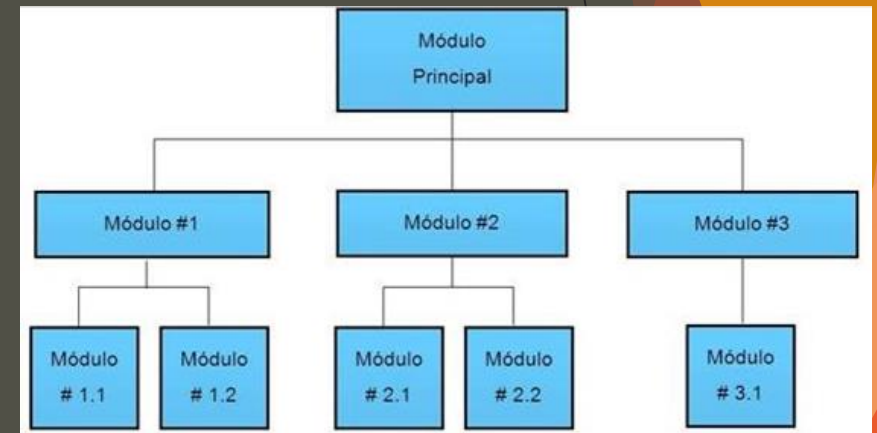 Módulo
Principal
Módulo #1
Módulo #2
Módulo #3
Módulo
# 1.1
Módulo
# 1.2
Módulo
# 2.1
Módulo
# 2.2
Módulo
# 3.1